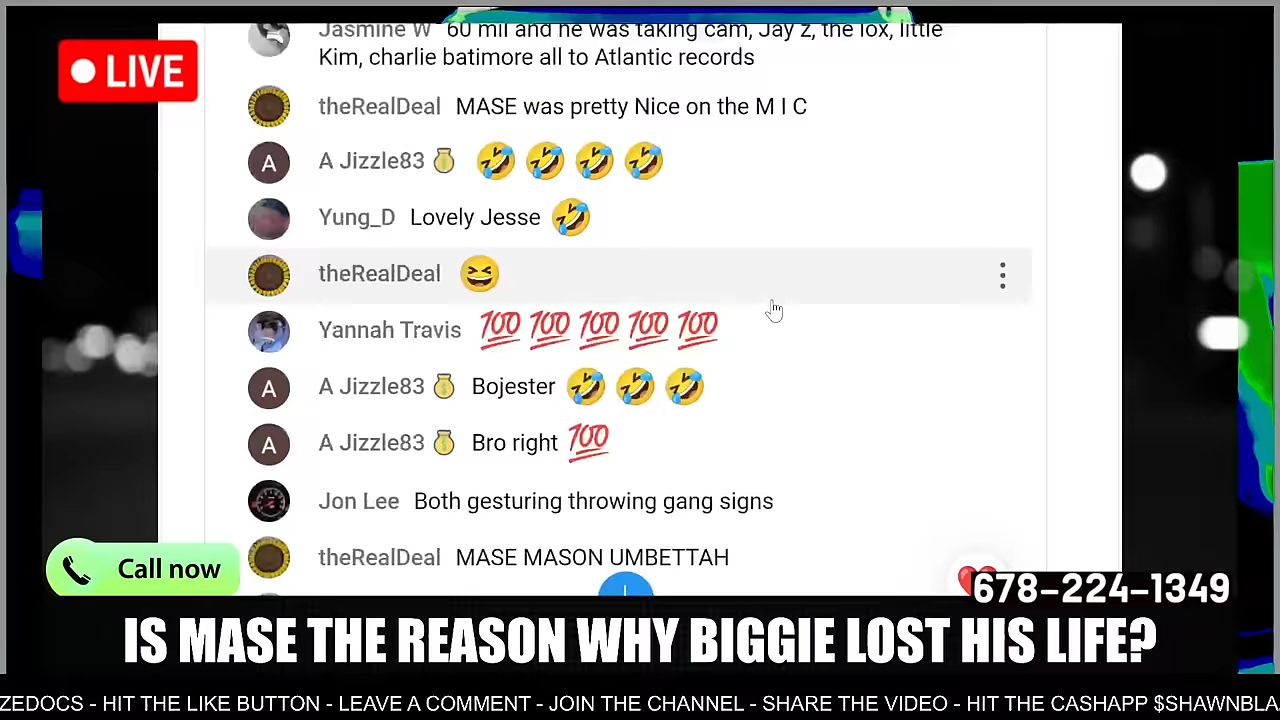 Jasmine W 60 mil and he was taking cam, Jay z, the lox, little
Kim, charlie batimore all to Atlantic records
LIVE
theRealDeal MASE was pretty Nice on the M I C
A A Jizzle83
Yung_D Lovely Jesse
theRealDeal
Yannah Travis 💯 💯 💯 💯 💯
A A Jizzle83 Bojester
A A Jizzle83 Bro right 💯
Jon Lee Both gesturing throwing gang signs
theRealDeal MASE MASON UMBETTAH
Call now
678-224-1349
IS MASE THE REASON WHY BIGGIE LOST HIS LIFE?
ZEDOCS - HIT THE LIKE BUTTON - LEAVE A COMMENT - JOIN THE CHANNEL - SHARE THE VIDEO - HIT THE CASHAPP $SHAWNBLA